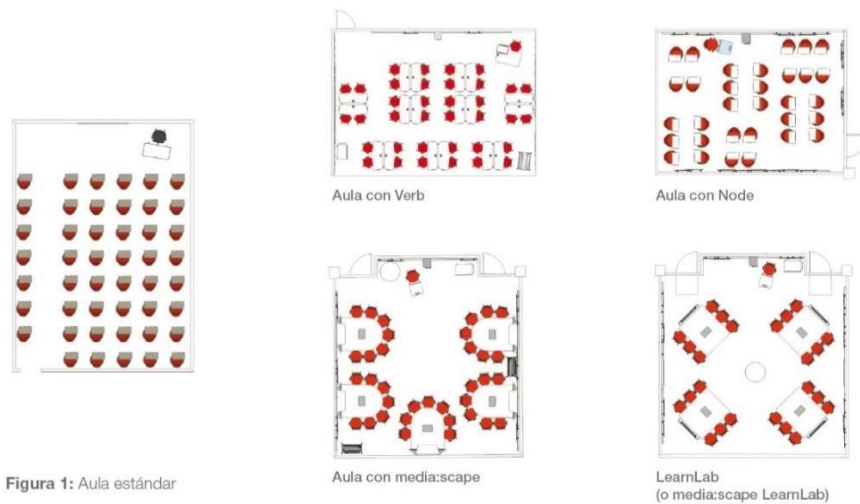 Aula con Verb
Aula con Node
Figura 1: Aula estándar
Aula con media:scape
LearnLab
(o media:scape LearnLab)